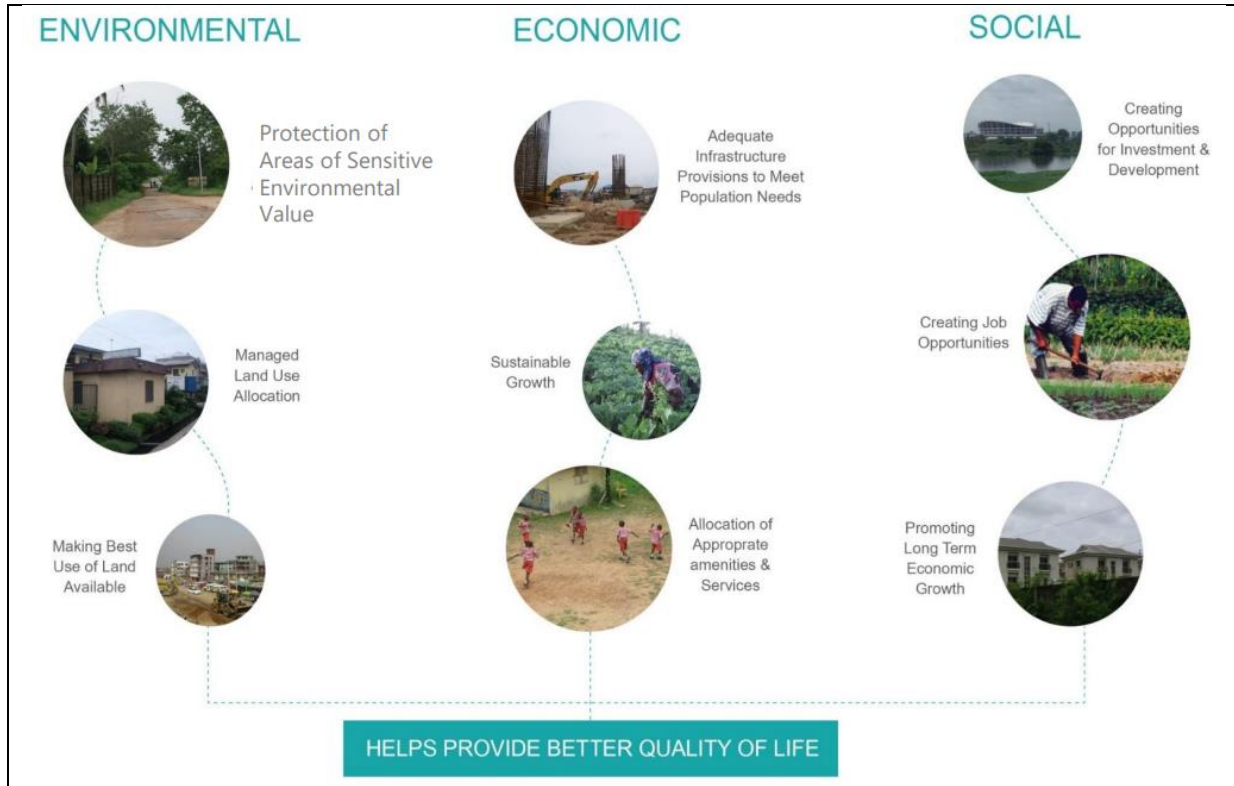 ENVIRONMENTAL
Protection of
Areas of Sensitive
Environmental
Value
Managed
Land Use
Allocation
Making Best
Use of Land
Available
ECONOMIC
Adequate
Infrastructure
Provisions to Meet
Population Needs
Sustainable
Growth
Allocation of
Approprate
amenities &
Services
SOCIAL
Creating
Opportunities
for Investment &
Development
Creating Job
Opportunities
Promoting
Long Term
Economic
Growth
HELPS PROVIDE BETTER QUALITY OF LIFE